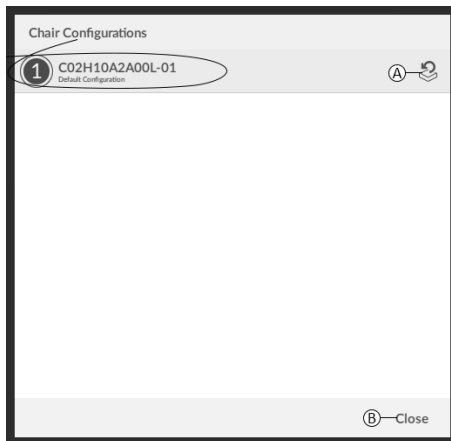 Chair Configurations
1
C02H10A2A00L-01
Default Configuration
A
B
Close